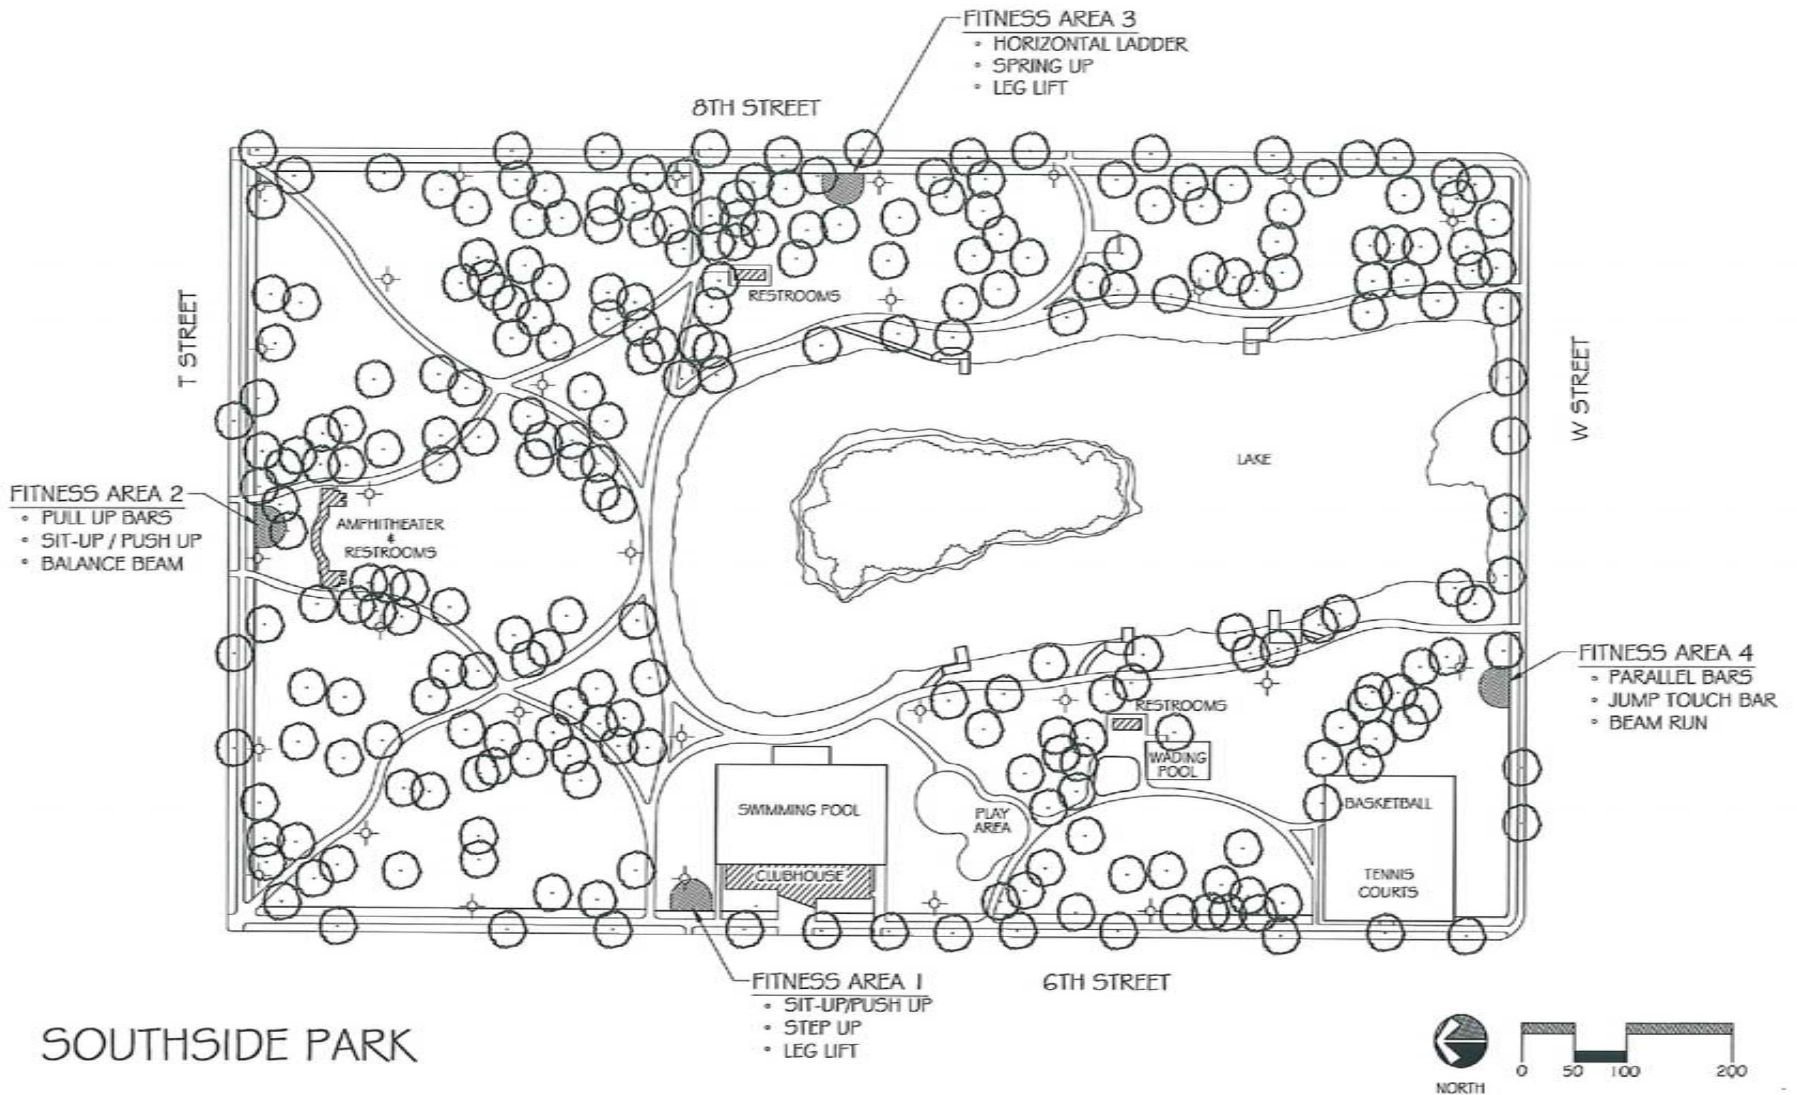 FITNESS AREA 3
° HORIZONTAL LADDER
° SPRING UP
° LEG LIFT
8TH STREET
T STREET
RESTROOMS
W STREET
LAKE
FITNESS AREA 2
° PULL UP BARS
° SIT-UP / PUSH UP
° BALANCE BEAM
AMPHITHEATER
&
RESTROOMS
FITNESS AREA 4
° PARALLEL BARS
° JUMP TOUCH BAR
° BEAM RUN
RESTROOMS
WADING
POOL
SWIMMING POOL
PLAY
AREA
BASKETBALL
CLUBHOUSE
TENNIS
COURTS
FITNESS AREA 1
° SIT-UP/PUSH UP
° STEP UP
° LEG LIFT
6TH STREET
SOUTHSIDE PARK
NORTH
0 50 100 200